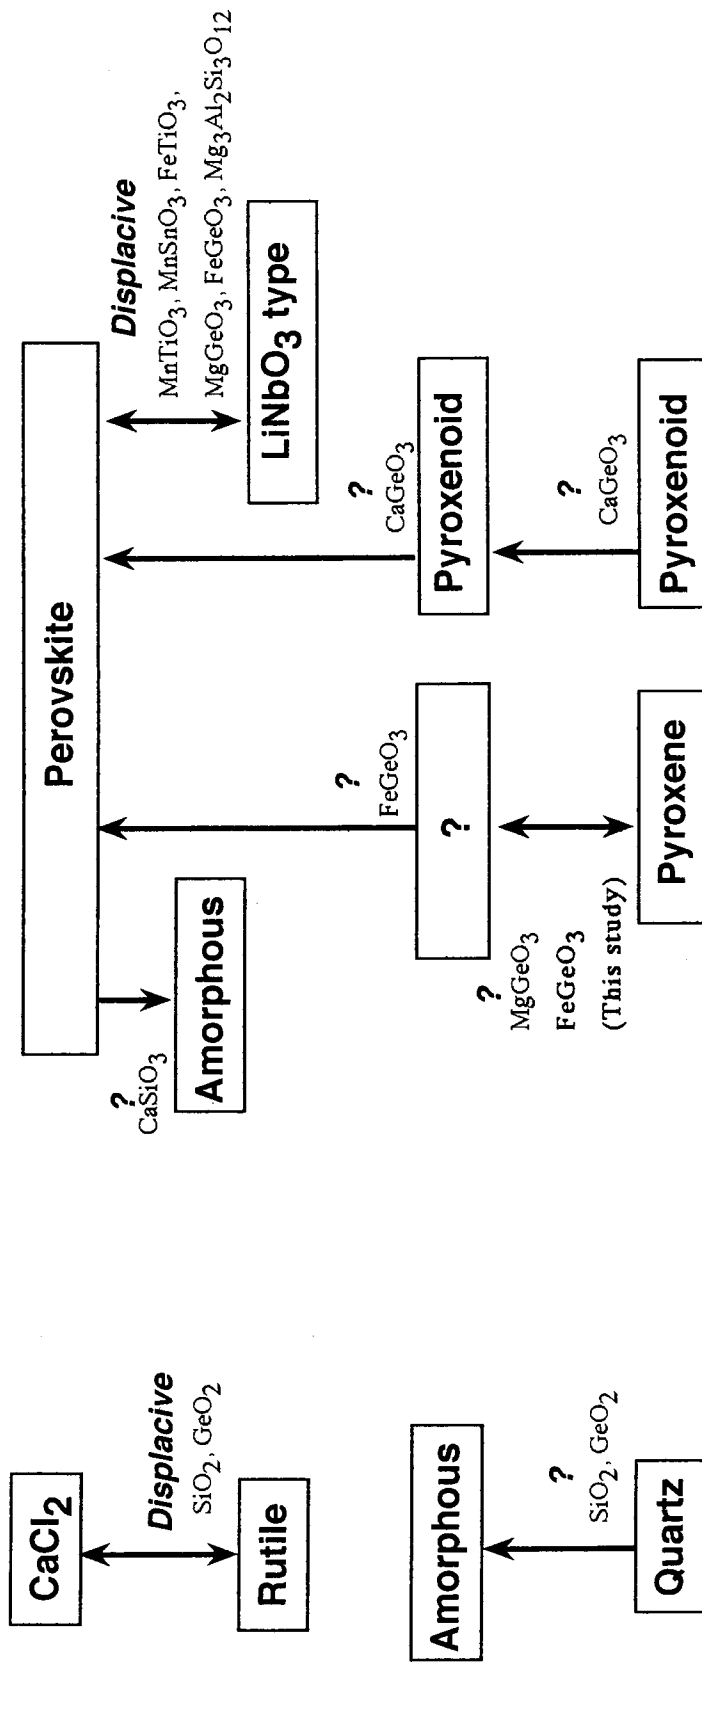 CaCl2
Displacive
SiO2, GeO2
Rutile
Amorphous
?
SiO2, GeO2
Quartz
Perovskite
?
CaSiO3
Amorphous
Displacive
MnTiO3, MnSnO3, FeTiO3,
MgGeO3, FeGeO3, Mg3Al2Si3O12
LiNbO3 type
?
FeGeO3
?
?
MgGeO3
FeGeO3
(This study)
Pyroxene
?
CaGeO3
Pyroxenoid
?
CaGeO3
Pyroxenoid